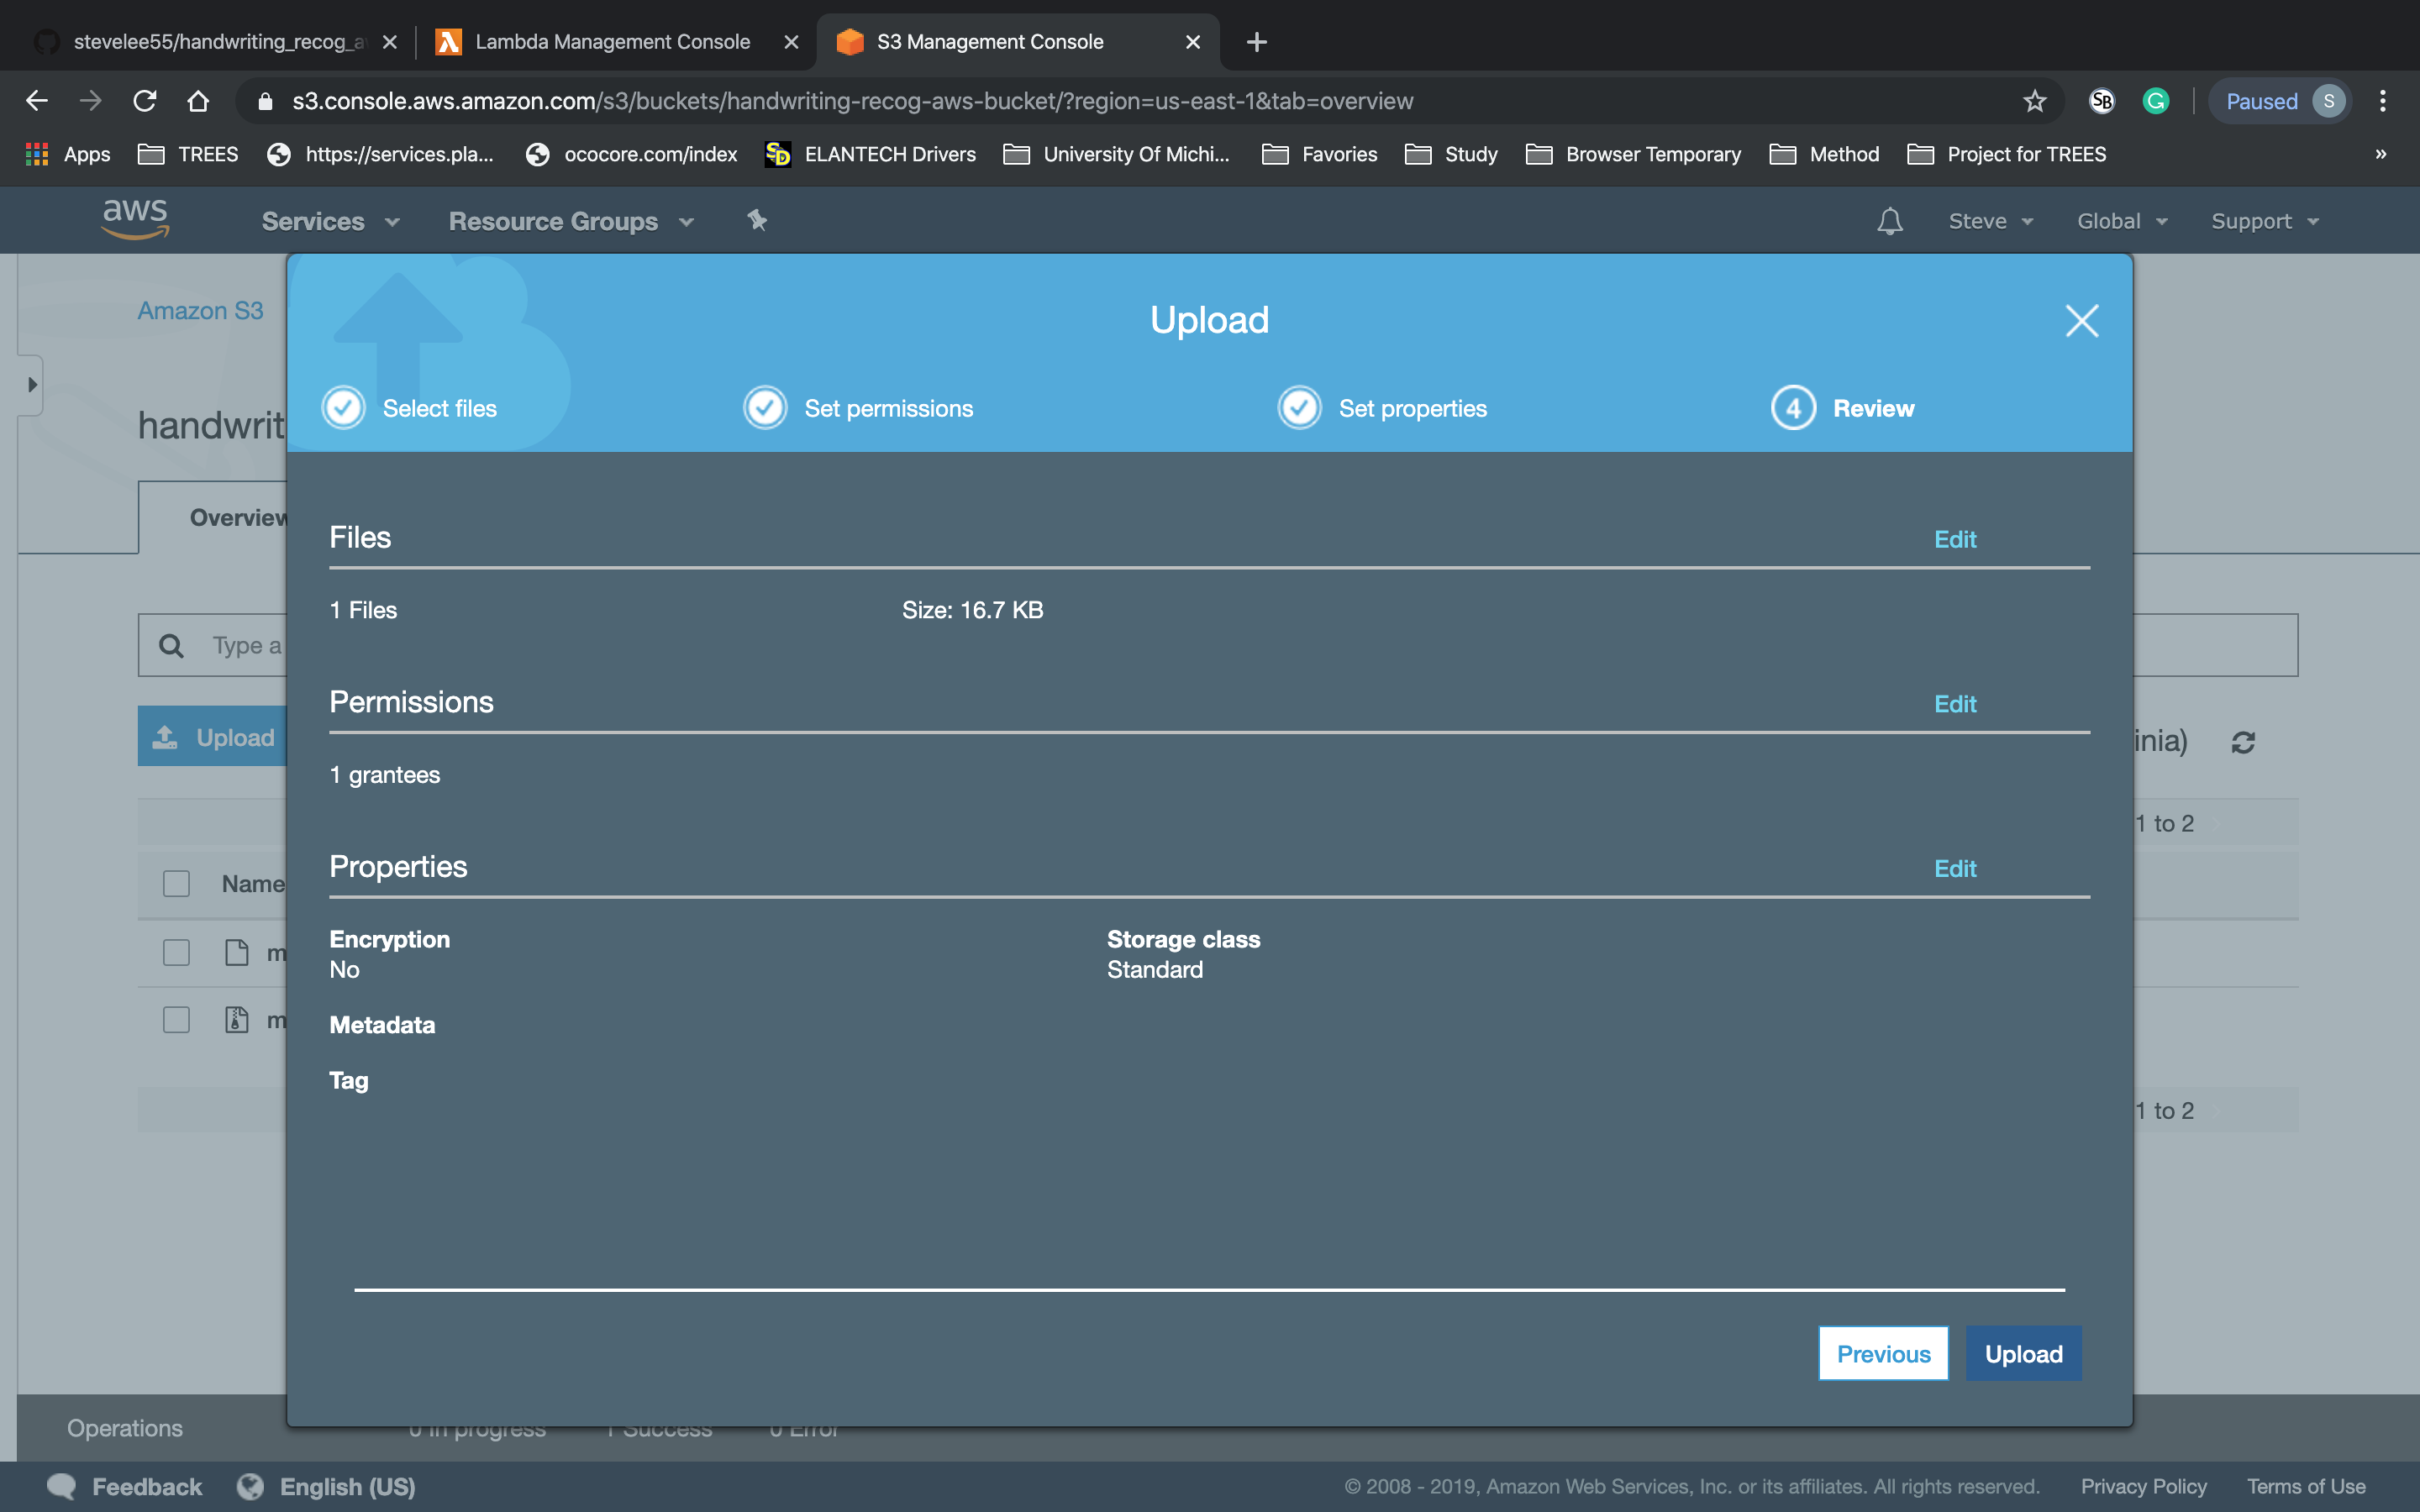 stevelee55/handwriting_recog_a
Lambda Management Console
S3 Management Console
s3.console.aws.amazon.com/s3/buckets/handwriting-recog-aws-bucket/?region=us-east-1&tab=overview
SB
G
Paused
S
Apps
TREES
https://services.pla...
ococore.com/index
SD
ELANTECH Drivers
University Of Michi...
Favorites
Study
Browser Temporary
Method
Project for TREES
»
aws
Services
Resource Groups
Steve
Global
Support
Amazon S3
handwrit
Upload
Select files
Set permissions
Set properties
4
Review
Overview
Files
Edit
1 Files
Size: 16.7 KB
Type a
Permissions
Edit
Upload
inia)
1 grantees
1 to 2
Properties
Edit
Name
Encryption
No
Storage class
Standard
m
m
Metadata
Tag
1 to 2
Previous
Upload
Operations
0 In progress
1 Success
0 Error
Feedback
English (US)
© 2008 - 2019, Amazon Web Services, Inc. or its affiliates. All rights reserved.
Privacy Policy
Terms of Use